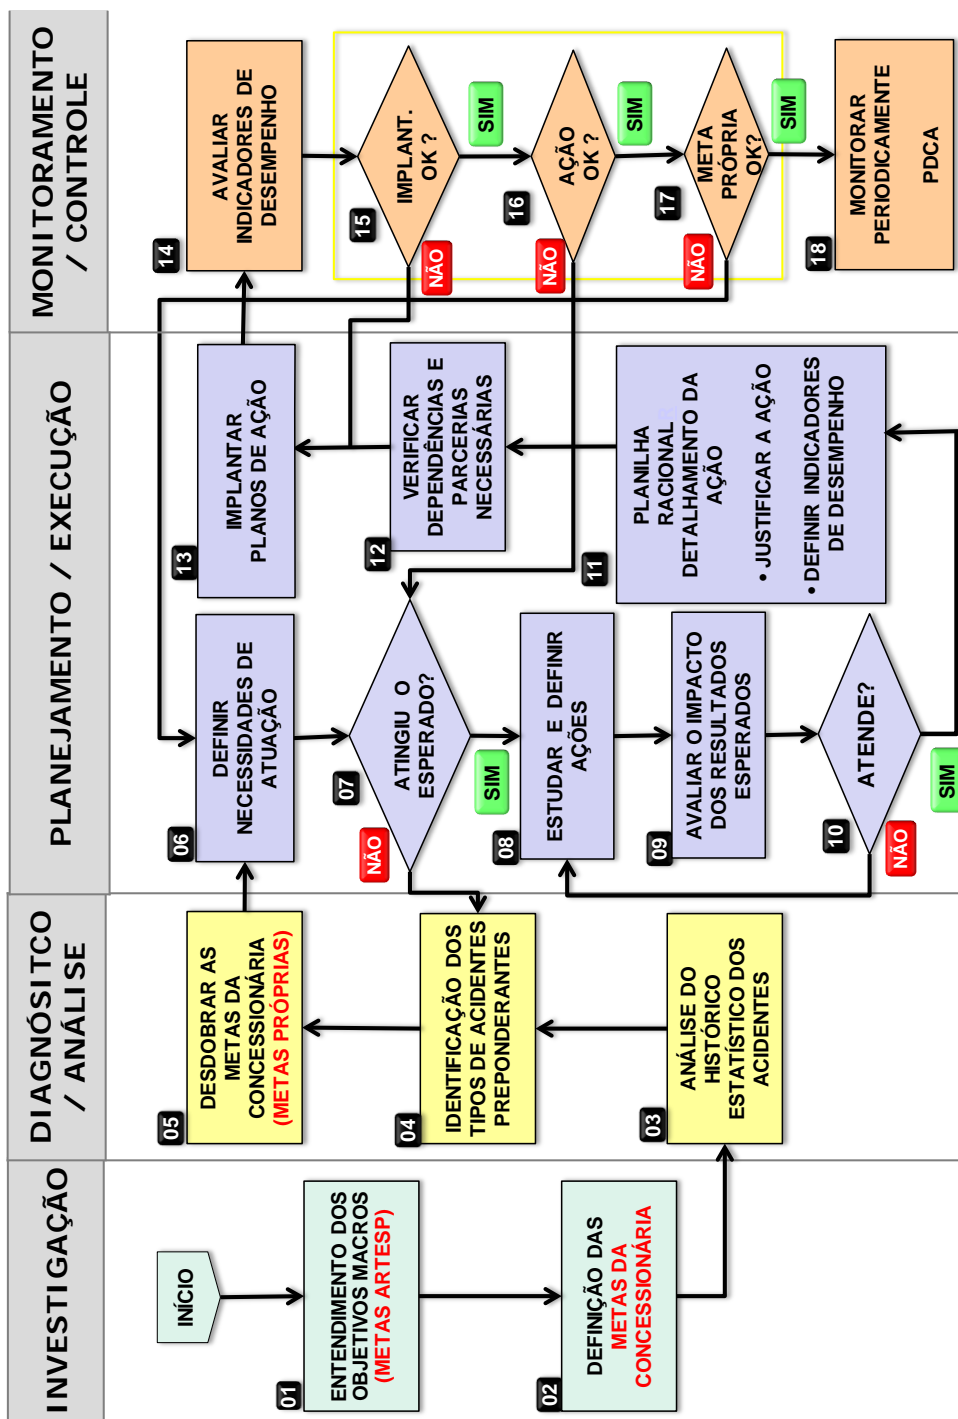 INVESTIGAÇÃO
INÍCIO
01
ENTENDIMENTO DOS
OBJETIVOS MACROS
(METAS ARTESP)
02
DEFINIÇÃO DAS
METAS DA
CONCESSIONÁRIA
DIAGNÓSITCO
/ ANÁLISE
05
DESDOBRAR AS
METAS DA
CONCESSIONÁRIA
(METAS PRÓPRIAS)
04
IDENTIFICAÇÃO DOS
TIPOS DE ACIDENTES
PREPONDERANTES
03
ANÁLISE DO
HISTÓRICO
ESTATÍSTICO DOS
ACIDENTES
PLANEJAMENTO / EXECUÇÃO
06
DEFINIR
NECESSIDADES DE
ATUAÇÃO
07
ATINGIU O
ESPERADO?
NÃO
SIM
08
ESTUDAR E DEFINIR
AÇÕES
09
AVALIAR O IMPACTO
DOS RESULTADOS
ESPERADOS
10
ATENDE?
NÃO
SIM
13
IMPLANTAR
PLANOS DE AÇÃO
12
VERIFICAR
DEPENDÊNCIAS E
PARCERIAS
NECESSÁRIAS
11
PLANILHA
RACIONAL
DETALHAMENTO DA
AÇÃO
• JUSTIFICAR A AÇÃO
• DEFINIR INDICADORES
DE DESEMPENHO
MONITORAMENTO
/ CONTROLE
14
AVALIAR
INDICADORES DE
DESEMPENHO
15
IMPLANT.
OK ?
NÃO
SIM
16
AÇÃO
OK ?
NÃO
SIM
17
META
PRÓPRIA
OK?
NÃO
SIM
18
MONITORAR
PERIODICAMENTE
PDCA